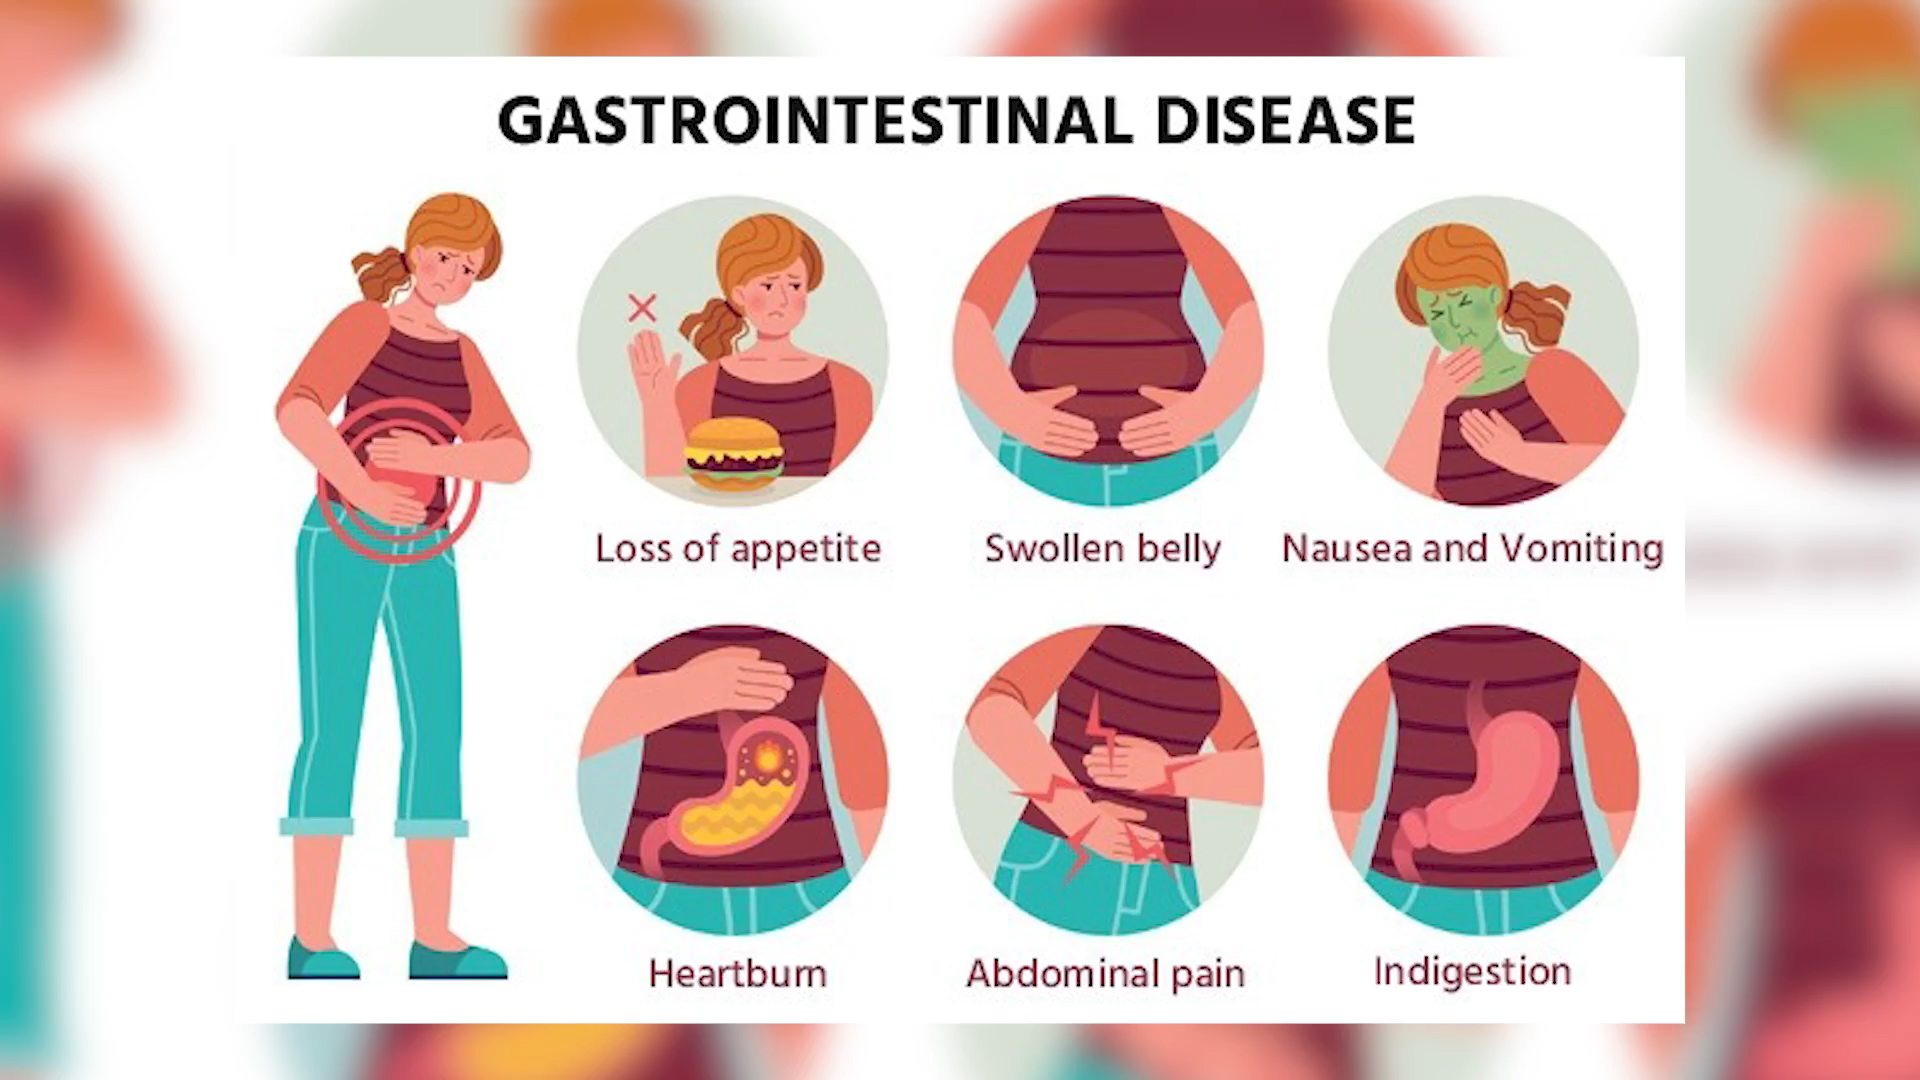 GASTROINTESTINAL DISEASE
Loss of appetite
Swollen belly
Nausea and Vomiting
Heartburn
Abdominal pain
Indigestion